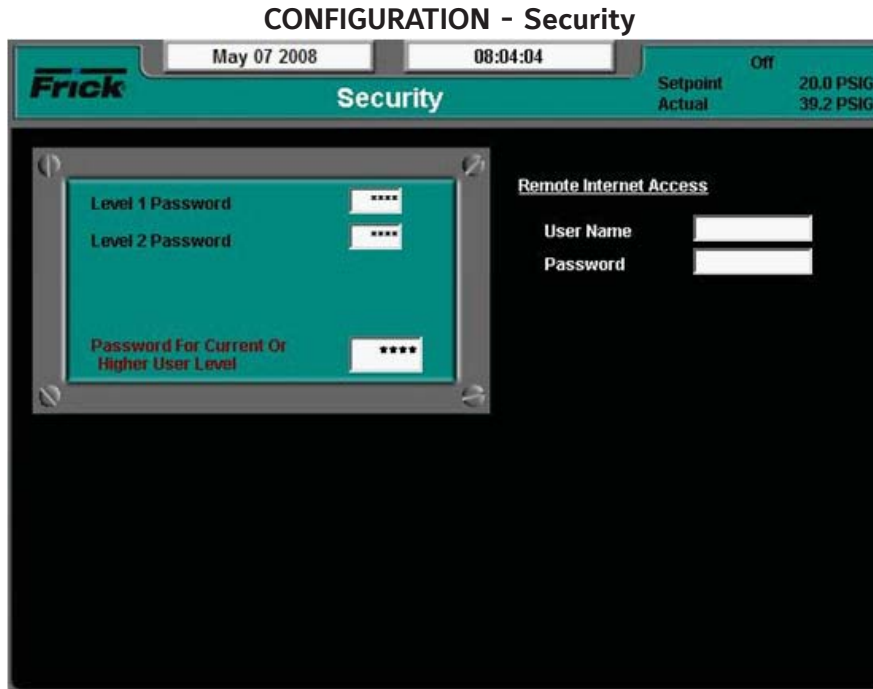 CONFIGURATION - Security
May 07 2008
08:04:04
Off
Frick
Security
Setpoint 20.0 PSIG
Actual 39.2 PSIG
Level 1 Password ****
Level 2 Password ****
Password For Current Or
Higher User Level ****
Remote Internet Access
User Name
Password